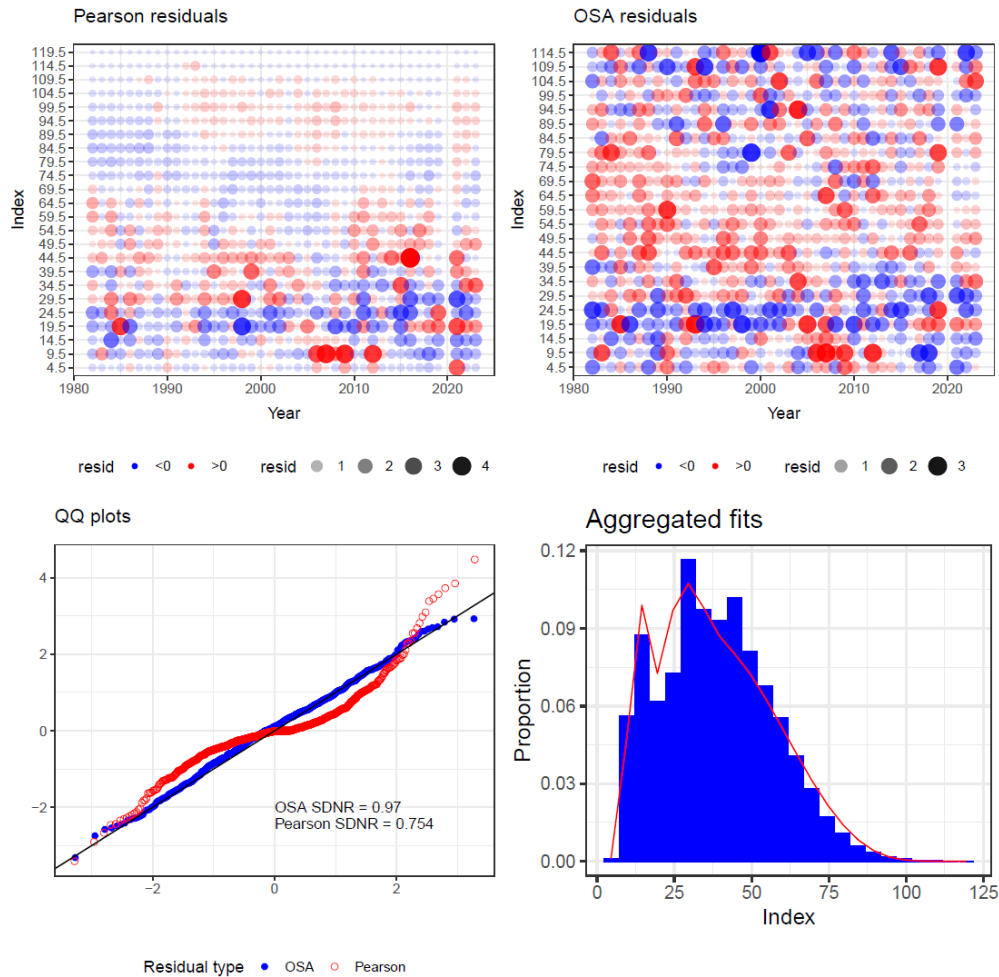 Pearson residuals
OSA residuals
Index
119.5
114.5
109.5
104.5
99.5
94.5
89.5
84.5
79.5
74.5
69.5
64.5
59.5
54.5
49.5
44.5
39.5
34.5
29.5
24.5
19.5
14.5
9.5
4.5
1980 1990 2000 2010 2020
Year
resid <0 >0 resid 1 2 3 4
Index
114.5
109.5
104.5
99.5
94.5
89.5
84.5
79.5
74.5
69.5
64.5
59.5
54.5
49.5
44.5
39.5
34.5
29.5
24.5
19.5
14.5
9.5
4.5
1980 1990 2000 2010 2020
Year
resid <0 >0 resid 1 2 3
QQ plots
4
2
0
−2
OSA SDNR = 0.97
Pearson SDNR = 0.754
−2 0 2
Residual type OSA Pearson
Aggregated fits
Proportion
0.12
0.09
0.06
0.03
0.00
0 25 50 75 100 125
Index